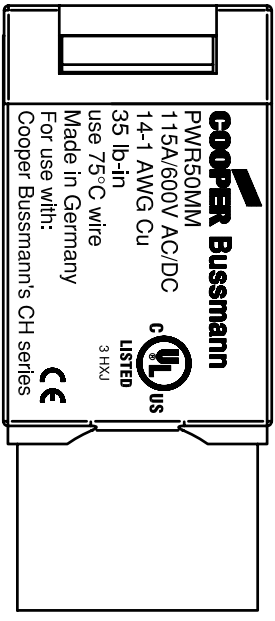 COOPER Bussmann
PWR50MM
115A/600V AC/DC
14-1 AWG Cu
35 lb-in
use 75°C wire
Made in Germany
For use with:
Cooper Bussmann's CH series
C UL US
®
LISTED
3 HXJ
CE